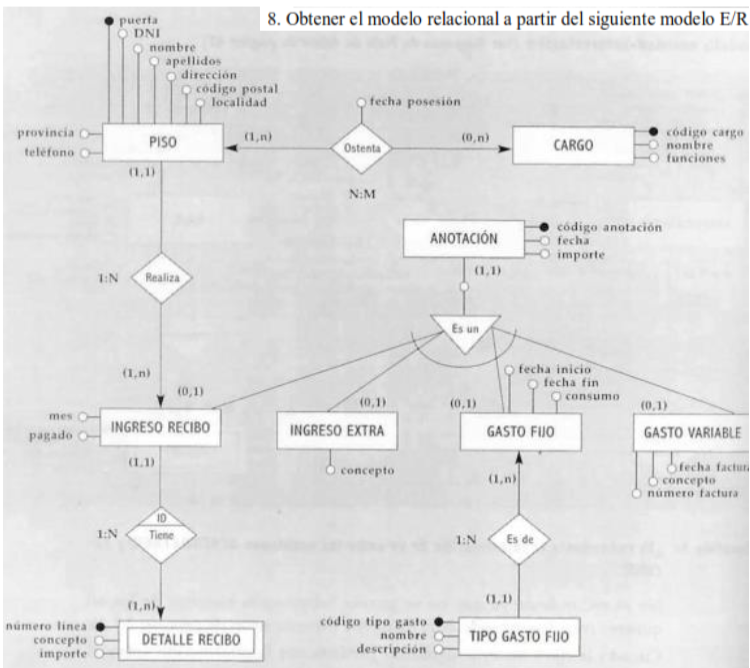 8. Obtener el modelo relacional a partir del siguiente modelo E/R
puerta
DNI
nombre
apellidos
dirección
código postal
localidad
provincia
teléfono
PISO
(1,n)
fecha posesión
Ostenta
N:M
(0,n)
CARGO
código cargo
nombre
funciones
(1,1)
1:N
Realiza
(1,n)
ANOTACIÓN
código anotación
fecha
importe
(1,1)
Es un
(0,1)
mes
pagado
INGRESO RECIBO
(0,1)
INGRESO EXTRA
concepto
(0,1)
fecha inicio
fecha fin
consumo
GASTO FIJO
(0,1)
GASTO VARIABLE
fecha factura
concepto
número factura
(1,1)
1:N
ID
Tiene
(1,n)
número línea
concepto
importe
DETALLE RECIBO
(1,n)
1:N
Es de
(1,1)
código tipo gasto
nombre
descripción
TIPO GASTO FIJO